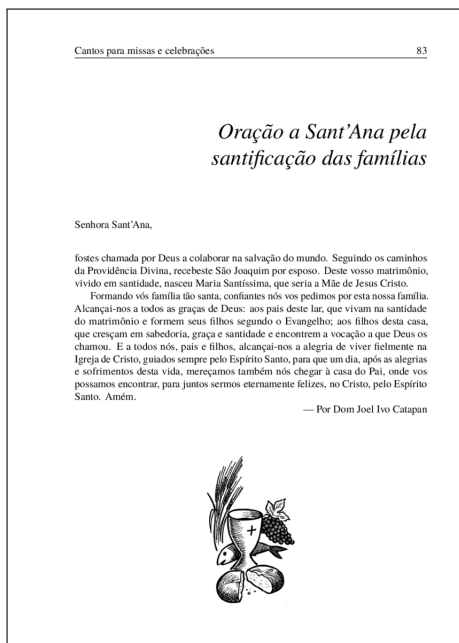 Cantos para missas e celebrações 83
Oração a Sant'Ana pela
santificação das famílias
Senhora Sant'Ana,
fostes chamada por Deus a colaborar na salvação do mundo. Seguindo os caminhos
da Providência Divina, recebeste São Joaquim por esposo. Deste vosso matrimônio,
vivido em santidade, nasceu Maria Santíssima, que seria a Mãe de Jesus Cristo.
Formando vós família tão santa, confiantes nós vos pedimos por esta nossa família.
Alcançai-nos a todos as graças de Deus: aos pais deste lar, que vivam na santidade
do matrimônio e formem seus filhos segundo o Evangelho; aos filhos desta casa,
que cresçam em sabedoria, graça e santidade e encontrem a vocação a que Deus os
chamou. E a todos nós, pais e filhos, alcançai-nos a alegria de viver fielmente na
Igreja de Cristo, guiados sempre pelo Espírito Santo, para que um dia, após as alegrias
e sofrimentos desta vida, mereçamos também nós chegar à casa do Pai, onde vos
possamos encontrar, para juntos sermos eternamente felizes, no Cristo, pelo Espírito
Santo. Amém.
— Por Dom Joel Ivo Catapan